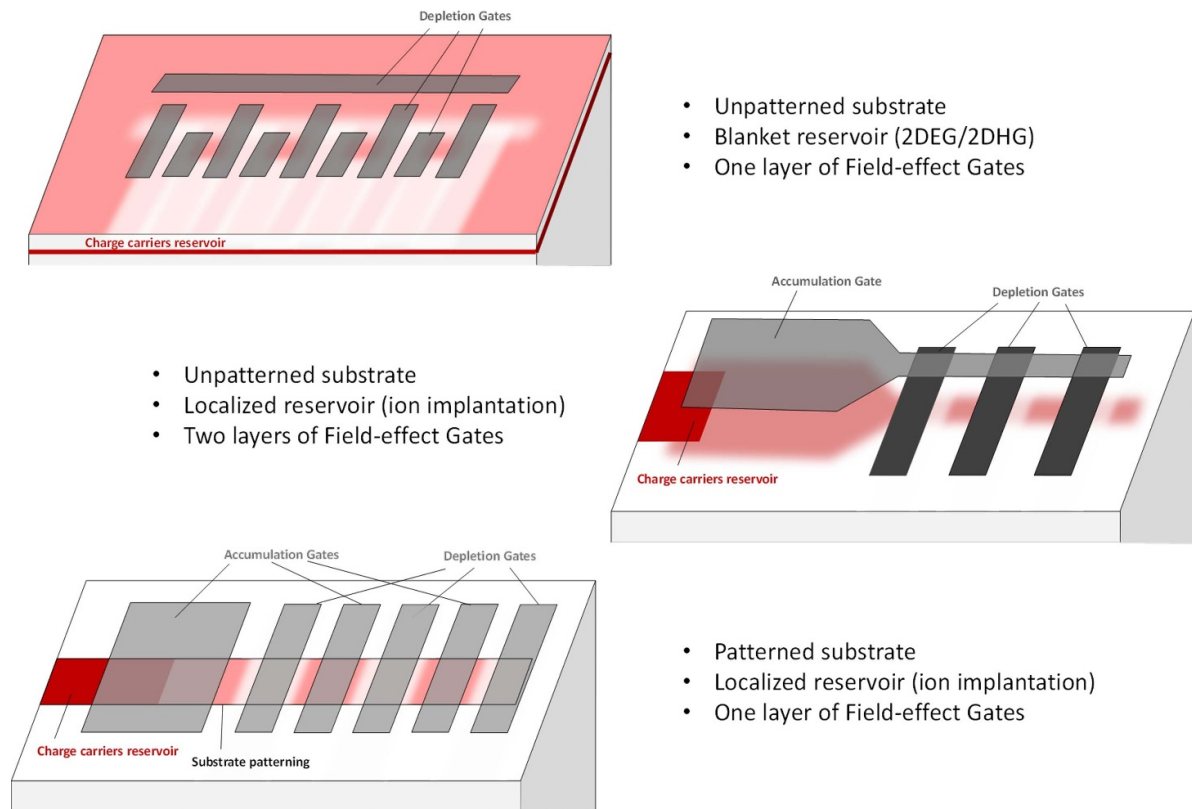 Depletion Gates
Charge carriers reservoir
• Unpatterned substrate
• Blanket reservoir (2DEG/2DHG)
• One layer of Field-effect Gates
• Unpatterned substrate
• Localized reservoir (ion implantation)
• Two layers of Field-effect Gates
Accumulation Gate
Depletion Gates
Charge carriers reservoir
Accumulation Gates
Depletion Gates
Charge carriers reservoir
Substrate patterning
• Patterned substrate
• Localized reservoir (ion implantation)
• One layer of Field-effect Gates